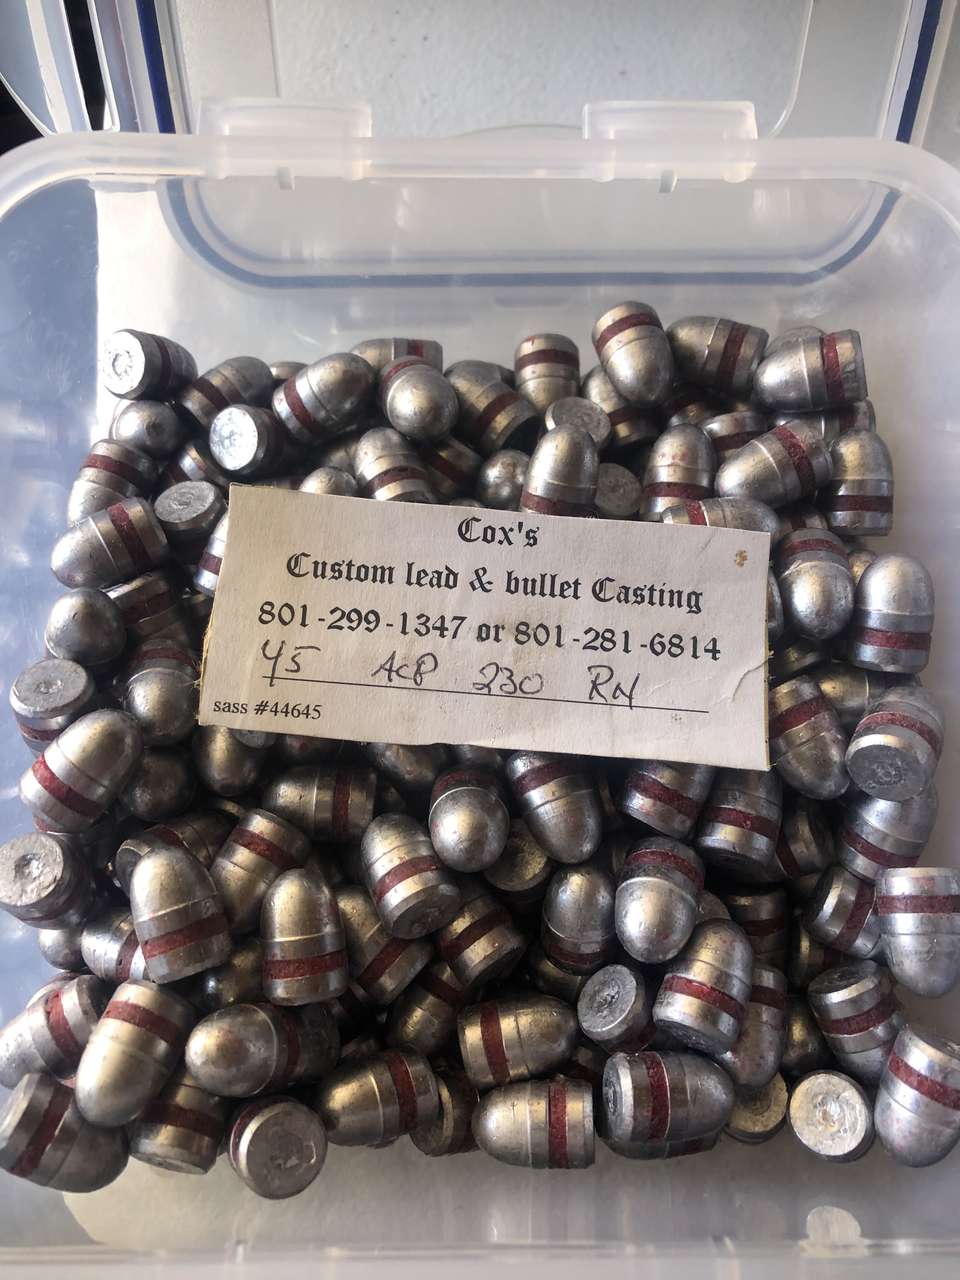 Cox's
Custom lead & bullet Casting
801-299-1347 or 801-281-6814
45 ACP 230 RN
sass #44645